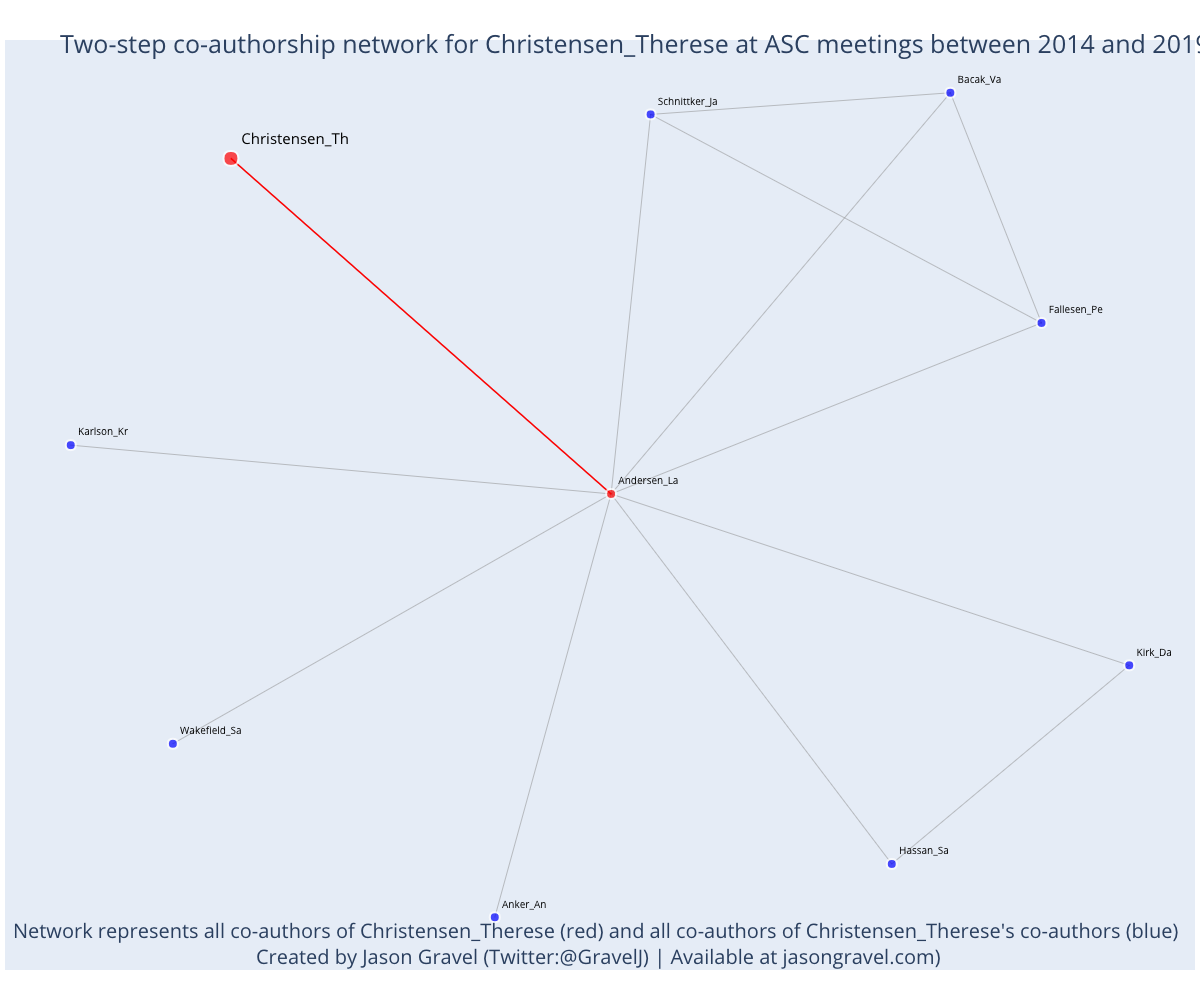 Two-step co-authorship network for Christensen_Therese at ASC meetings between 2014 and 2019
Bacak_Va
Schnittker_Ja
Christensen_Th
Fallesen_Pe
Karlson_Kr
Andersen_La
Kirk_Da
Wakefield_Sa
Hassan_Sa
Anker_An
Network represents all co-authors of Christensen_Therese (red) and all co-authors of Christensen_Therese's co-authors (blue)
Created by Jason Gravel (Twitter:@GravelJ) | Available at jasongravel.com)